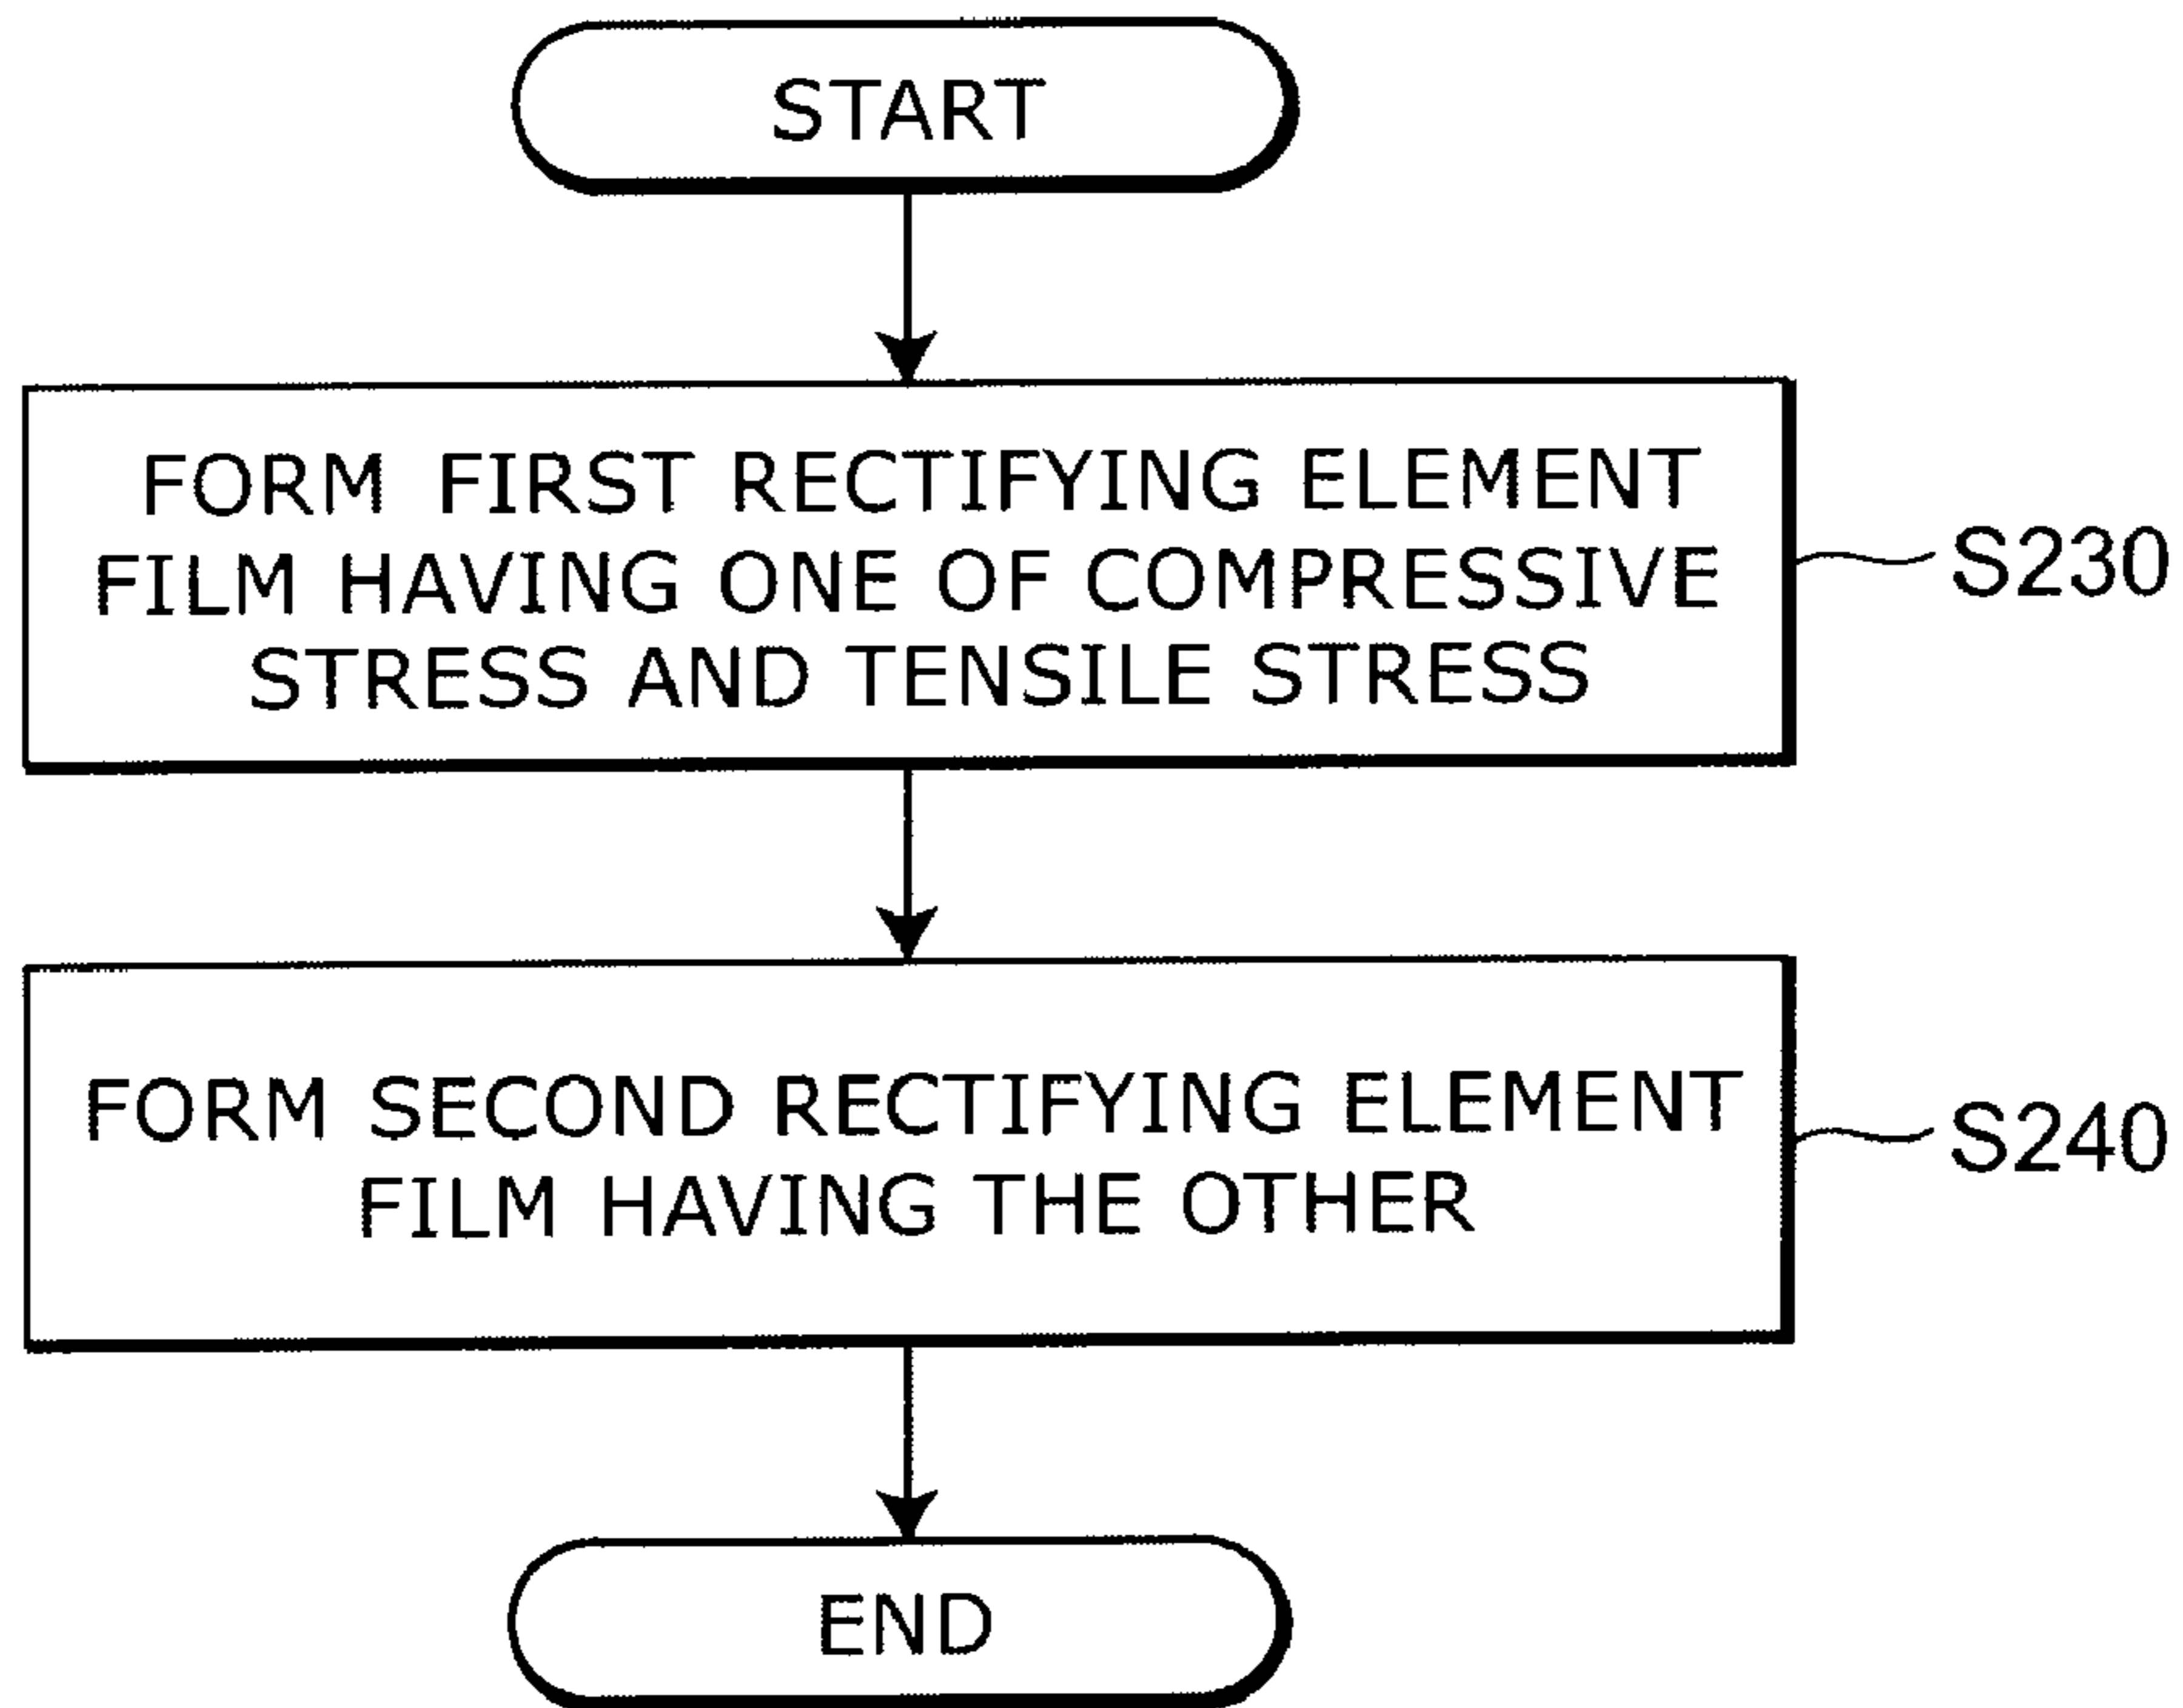 START
FORM FIRST RECTIFYING ELEMENT
FILM HAVING ONE OF COMPRESSIVE
STRESS AND TENSILE STRESS
S230
FORM SECOND RECTIFYING ELEMENT
FILM HAVING THE OTHER
S240
END